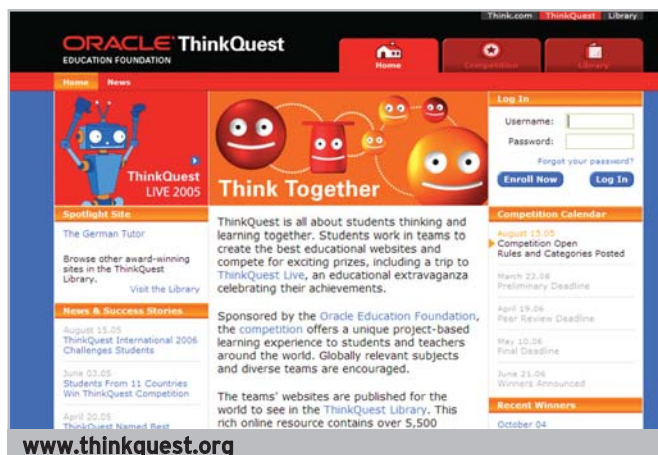 Think.com ThinkQuest Library
ORACLE ThinkQuest
EDUCATION FOUNDATION
Home
Competition
Library
Home News
ThinkQuest
LIVE 2005
Think Together
Spotlight Site
The German Tutor
Browse other award-winning
sites in the ThinkQuest
Library.
Visit the Library
News & Success Stories
August 15.05
ThinkQuest International 2006
Challenges Students
June 03.05
Students From 11 Countries
Win ThinkQuest Competition
April 20.05
ThinkQuest Named Best
ThinkQuest is all about students thinking and
learning together. Students work in teams to
create the best educational websites and
compete for exciting prizes, including a trip to
ThinkQuest Live, an educational extravaganza
celebrating their achievements.
Sponsored by the Oracle Education Foundation,
the competition offers a unique project-based
learning experience to students and teachers
around the world. Globally relevant subjects
and diverse teams are encouraged.
The teams' websites are published for the
world to see in the ThinkQuest Library. This
rich online resource contains over 5,500
Log In
Username:
Password:
Forgot your password?
Enroll Now Log In
Competition Calendar
August 15.05
Competition Open
Rules and Categories Posted
March 22.06
Preliminary Deadline
April 19.06
Peer Review Deadline
May 10.06
Final Deadline
June 21.06
Winners Announced
Recent Winners
October 04
www.thinkquest.org